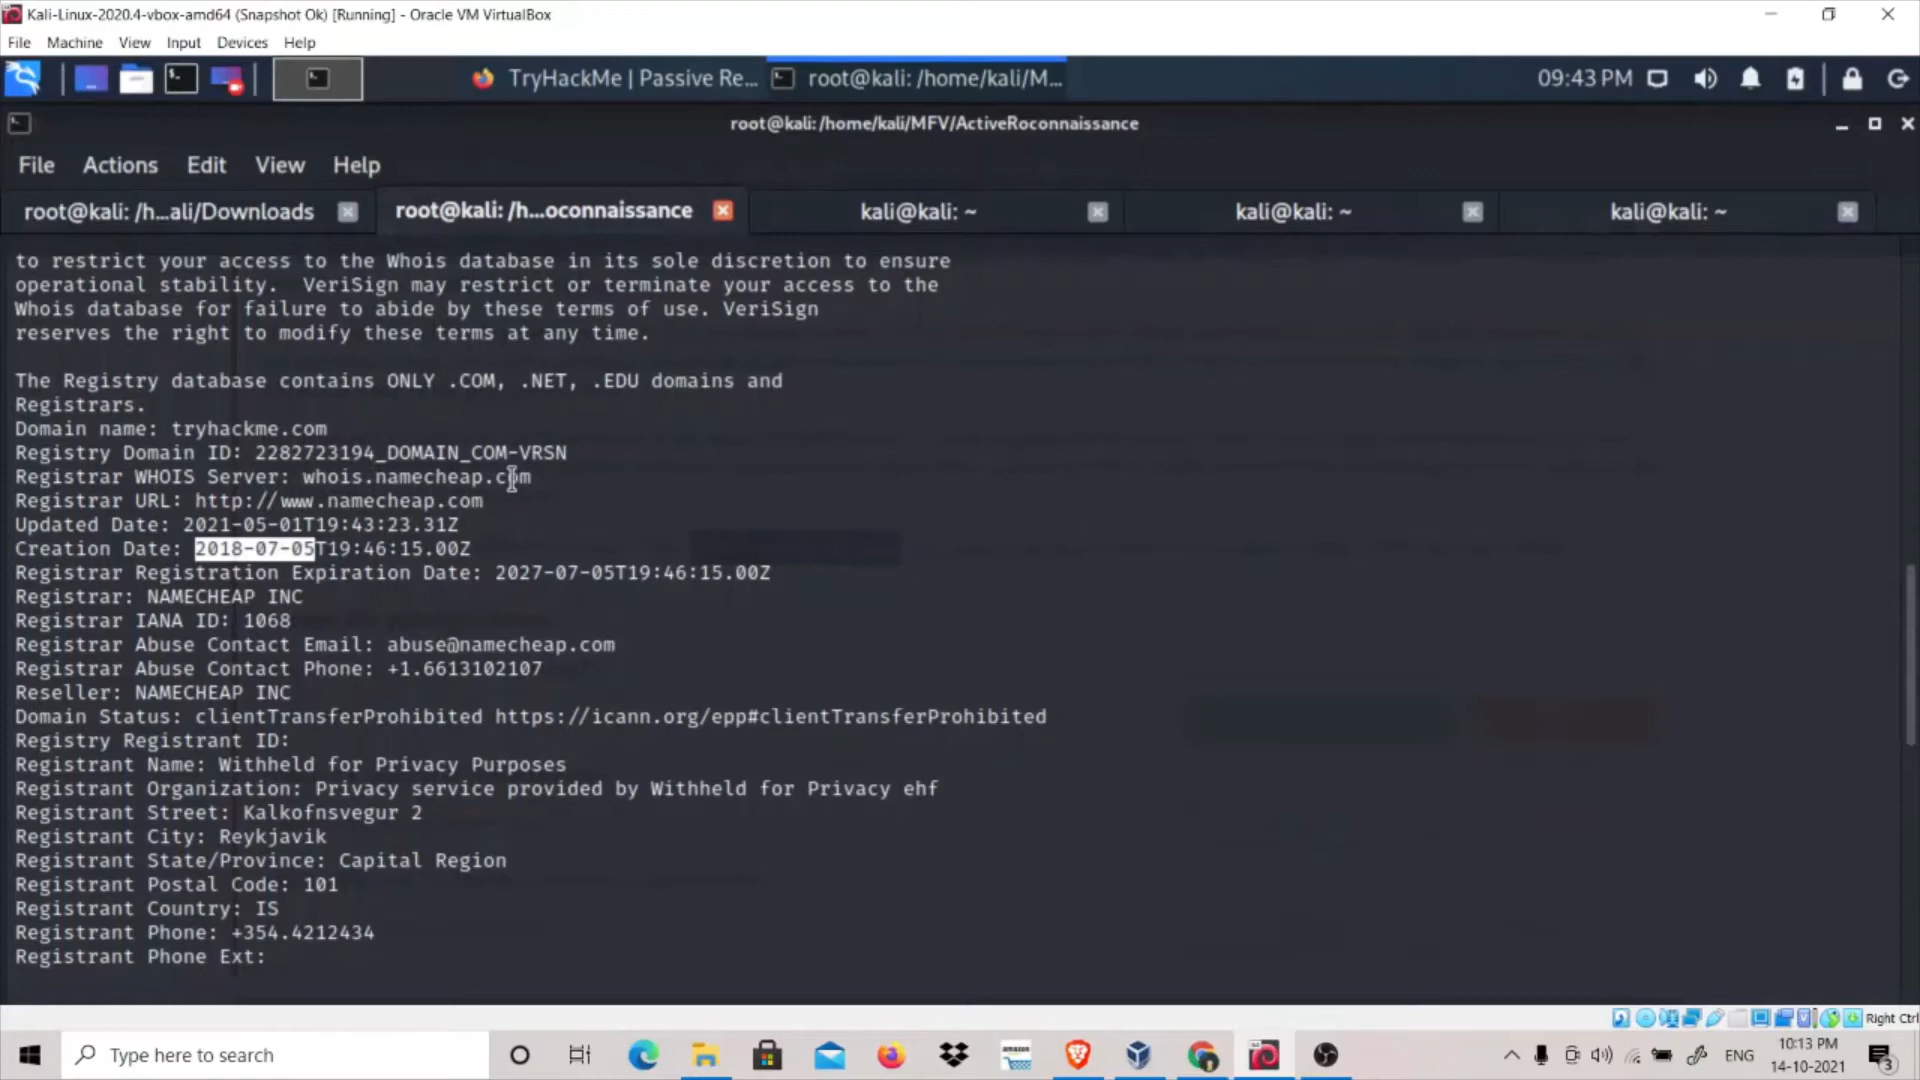 Kali-Linux-2020.4-vbox-amd64 (Snapshot Ok) [Running] - Oracle VM VirtualBox
File Machine View Input Devices Help
TryHackMe | Passive Re... root@kali: /home/kali/M... 09:43 PM
root@kali:/home/kali/MFV/ActiveRoconnaissance
File Actions Edit View Help
root@kali: /h...ali/Downloads root@kali: /h...oconnaissance kali@kali: ~ kali@kali: ~ kali@kali: ~
to restrict your access to the Whois database in its sole discretion to ensure
operational stability. VeriSign may restrict or terminate your access to the
Whois database for failure to abide by these terms of use. VeriSign
reserves the right to modify these terms at any time.
The Registry database contains ONLY .COM, .NET, .EDU domains and
Registrars.
Domain name: tryhackme.com
Registry Domain ID: 2282723194_DOMAIN_COM-VRSN
Registrar WHOIS Server: whois.namecheap.com
Registrar URL: http://www.namecheap.com
Updated Date: 2021-05-01T19:43:23.31Z
Creation Date: 2018-07-05T19:46:15.00Z
Registrar Registration Expiration Date: 2027-07-05T19:46:15.00Z
Registrar: NAMECHEAP INC
Registrar IANA ID: 1068
Registrar Abuse Contact Email: abuse@namecheap.com
Registrar Abuse Contact Phone: +1.6613102107
Reseller: NAMECHEAP INC
Domain Status: clientTransferProhibited https://icann.org/epp#clientTransferProhibited
Registry Registrant ID:
Registrant Name: Withheld for Privacy Purposes
Registrant Organization: Privacy service provided by Withheld for Privacy ehf
Registrant Street: Kalkofnsvegur 2
Registrant City: Reykjavik
Registrant State/Province: Capital Region
Registrant Postal Code: 101
Registrant Country: IS
Registrant Phone: +354.4212434
Registrant Phone Ext:
Right Ctrl
Type here to search amazon ENG 10:13 PM
14-10-2021 3